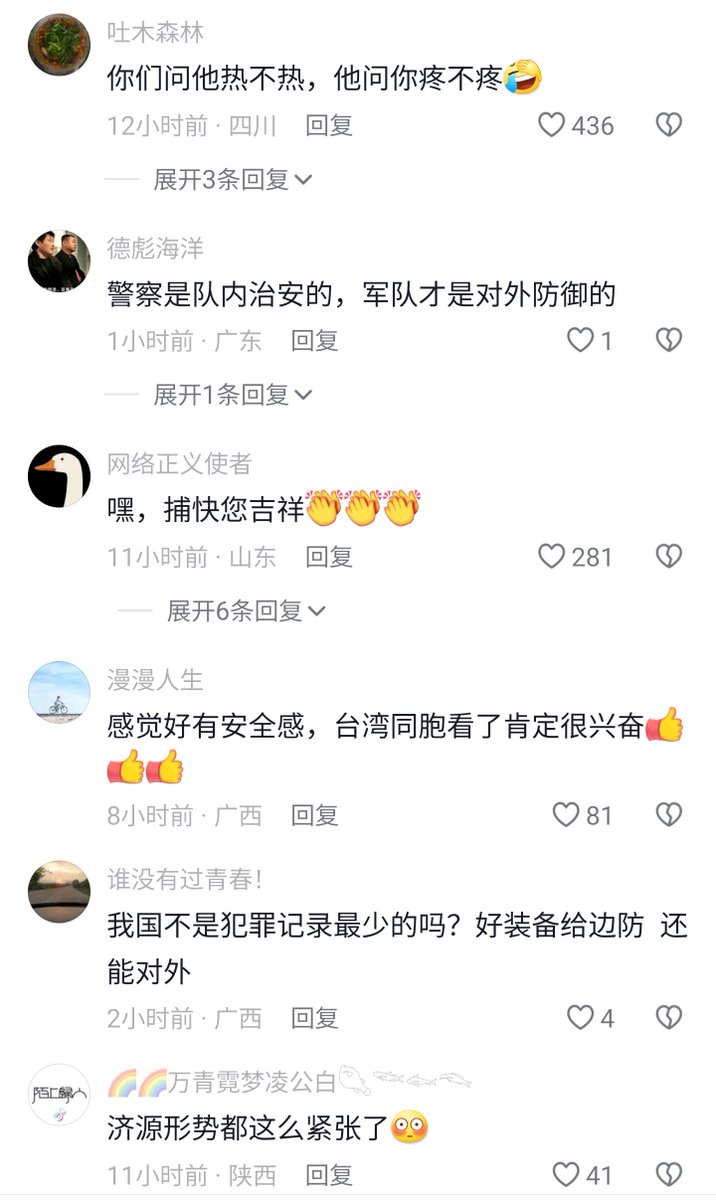 吐木森林
你们问他热不热，他问你疼不疼🤣
12小时前 · 四川 回复 436
展开3条回复
德彪海洋
警察是队内治安的，军队才是对外防御的
1小时前 · 广东 回复 1
展开1条回复
网络正义使者
嘿，捕快您吉祥👏👏👏
11小时前 · 山东 回复 281
展开6条回复
漫漫人生
感觉好有安全感，台湾同胞看了肯定很兴奋👍
👍👍
8小时前 · 广西 回复 81
谁没有过青春！
我国不是犯罪记录最少的吗？好装备给边防 还
能对外
2小时前 · 广西 回复 4
🌈🌈万青霓梦凌公白
济源形势都这么紧张了😳
11小时前 · 陕西 回复 41